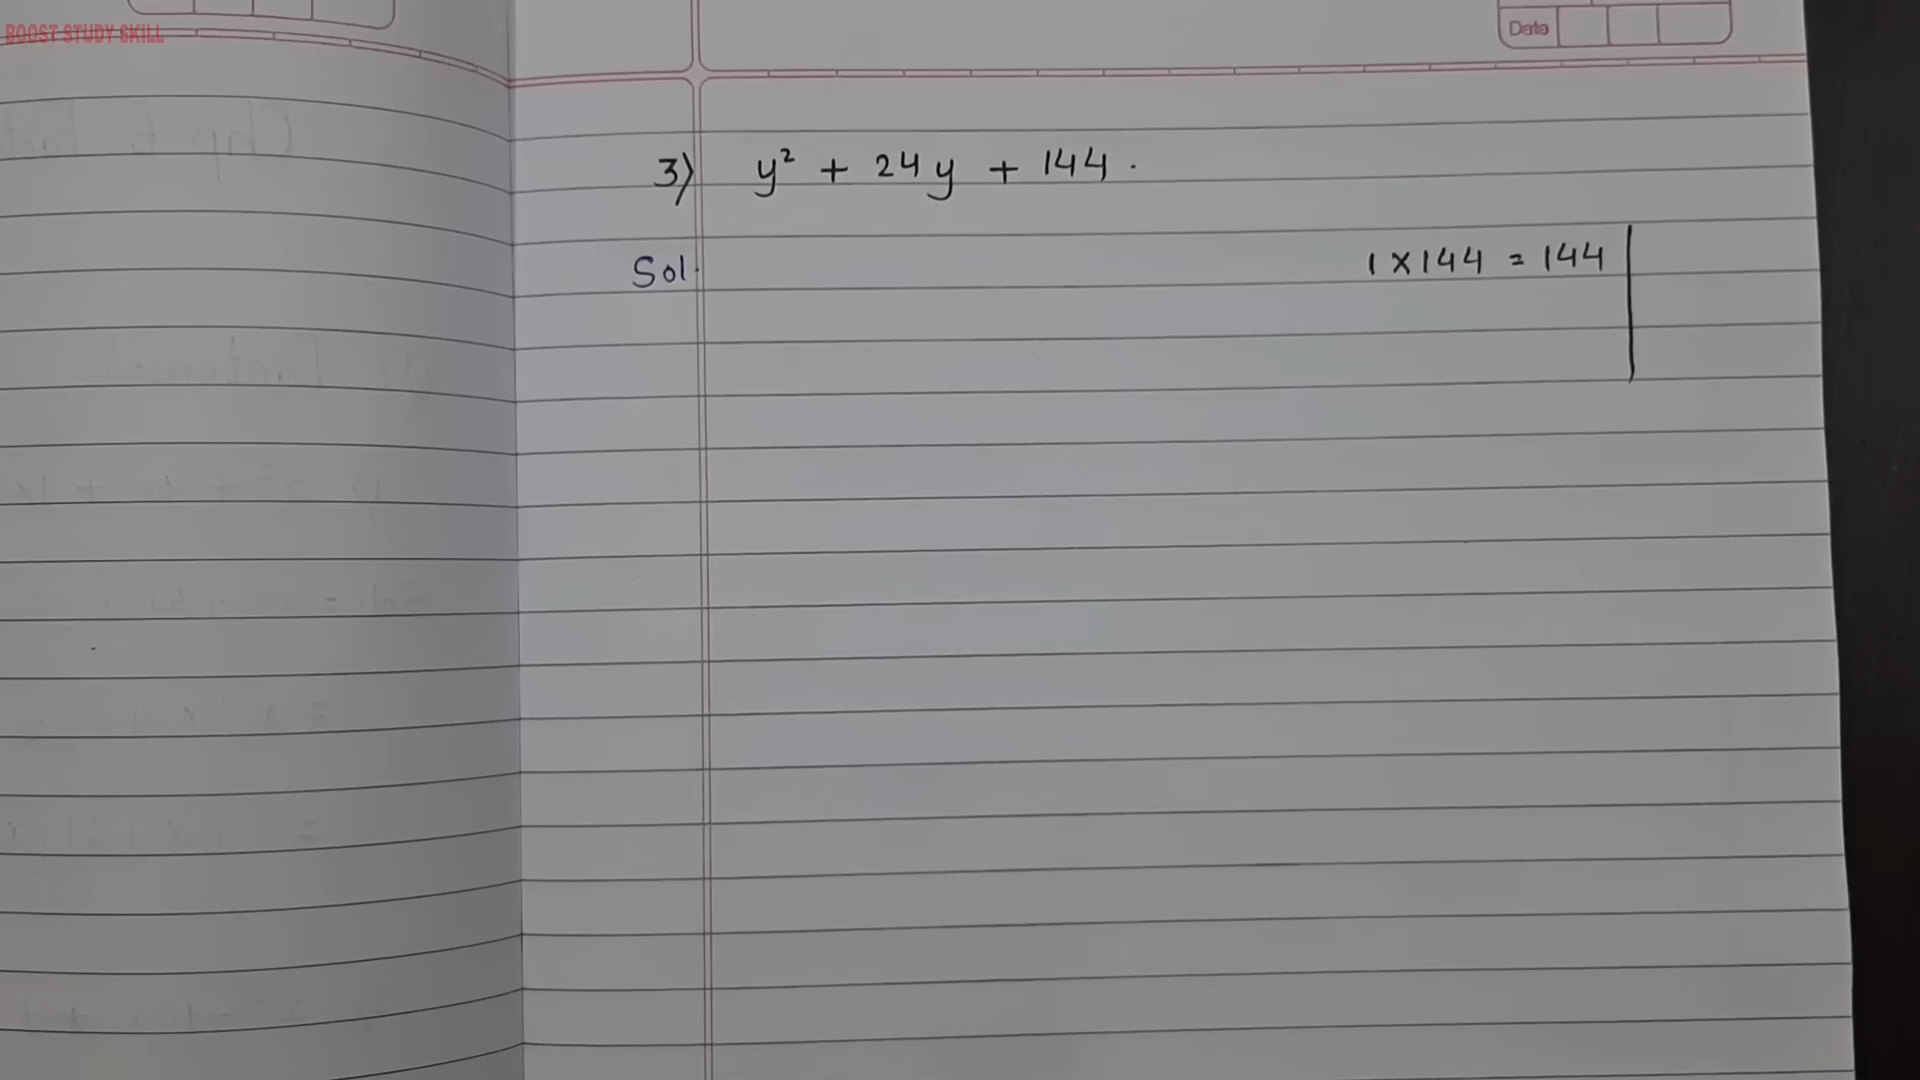 BOOST STUDY SKILL
Date
3) y² + 24y + 144.
Sol. 1 × 144 = 144